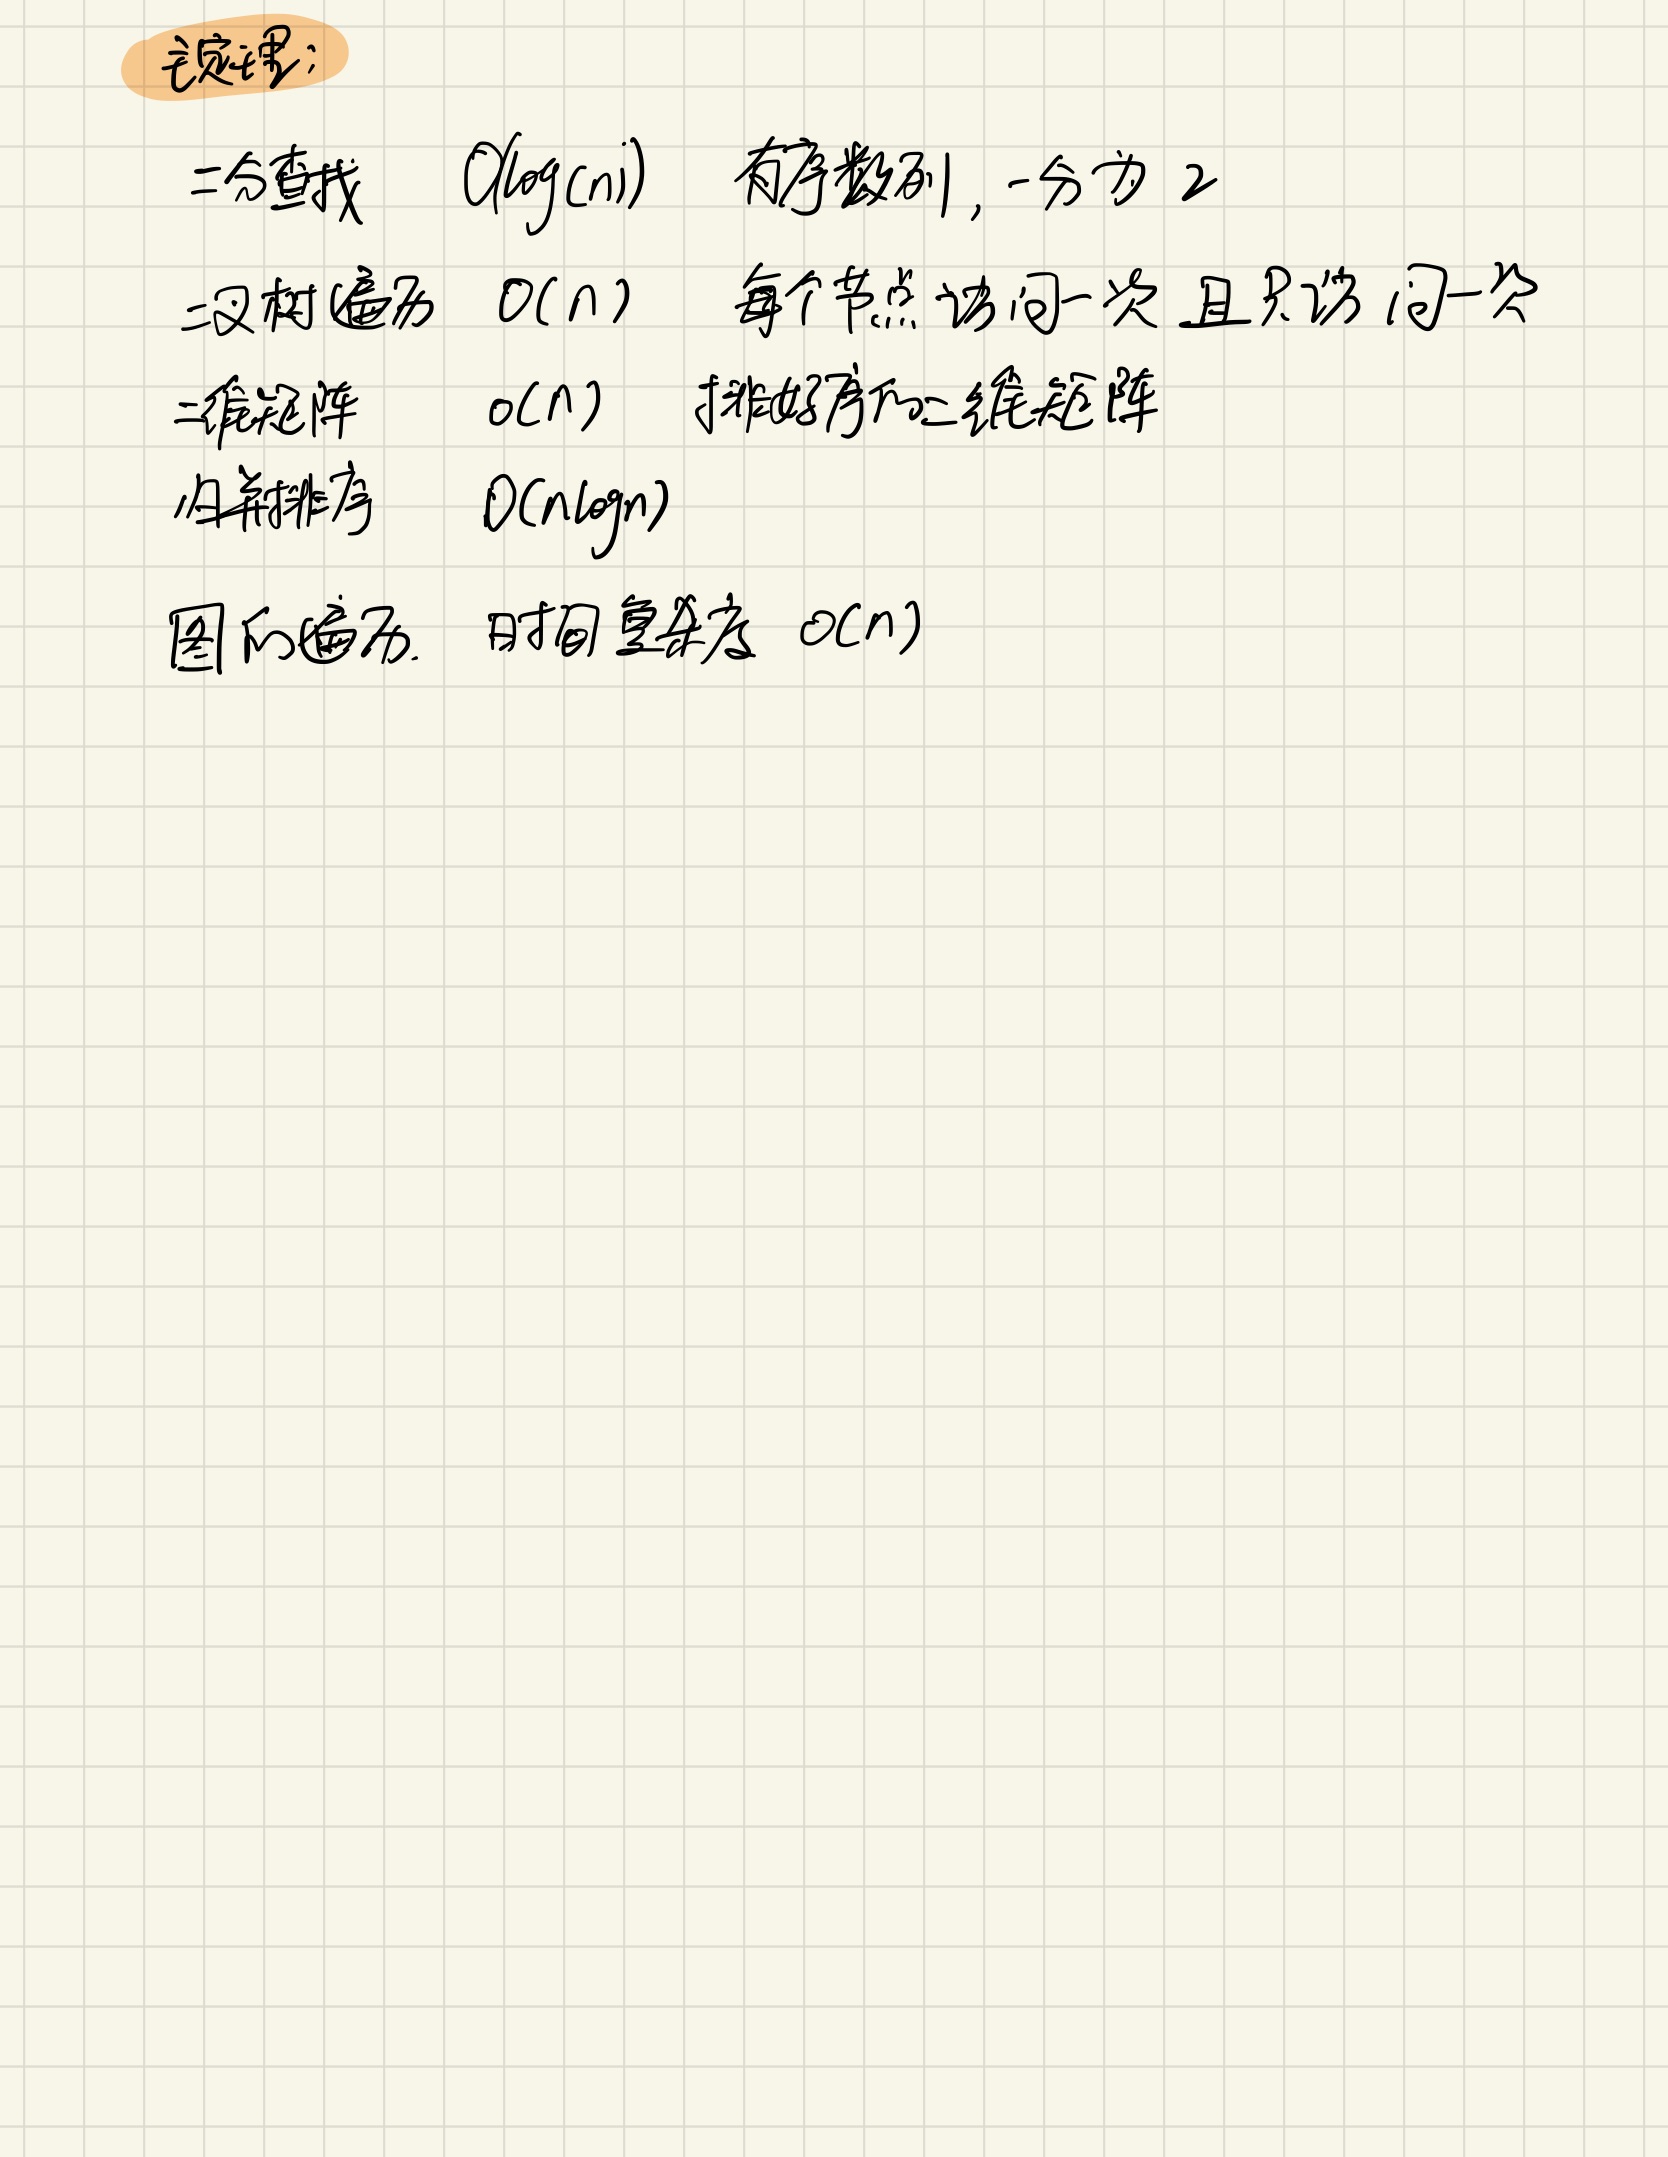 主定理：
二分查找 O(log(n)) 有序数列，一分为2
二叉树遍历 O(n) 每个节点访问一次且只访问一次
二维矩阵 O(n) 排好序的二维矩阵
归并排序 O(nlogn)
图的遍历. 时间复杂度 O(n)